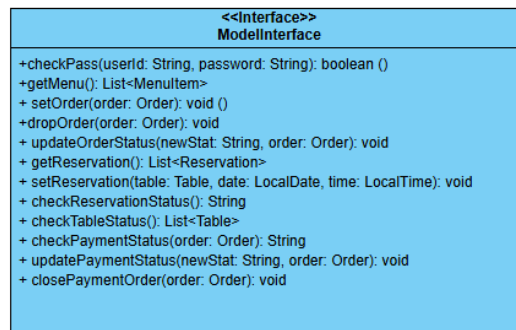 <<Interface>>
ModelInterface
+checkPass(userId: String, password: String): boolean ()
+getMenu(): List<MenuItem>
+ setOrder(order: Order): void ()
+dropOrder(order: Order): void
+ updateOrderStatus(newStat: String, order: Order): void
+ getReservation(): List<Reservation>
+ setReservation(table: Table, date: LocalDate, time: LocalTime): void
+ checkReservationStatus(): String
+ checkTableStatus(): List<Table>
+ checkPaymentStatus(order: Order): String
+ updatePaymentStatus(newStat: String, order: Order): void
+ closePaymentOrder(order: Order): void